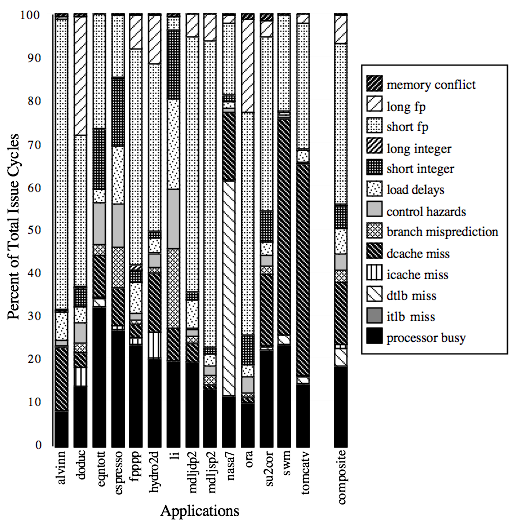 100
90
80
70
60
50
40
30
20
10
0
Percent of Total Issue Cycles
alvinn
doduc
eqntott
espresso
fpppp
hydro2d
li
mdljdp2
mdljsp2
nasa7
ora
su2cor
swm
tomcatv
composite
Applications
memory conflict
long fp
short fp
long integer
short integer
load delays
control hazards
branch misprediction
dcache miss
icache miss
dtlb miss
itlb miss
processor busy